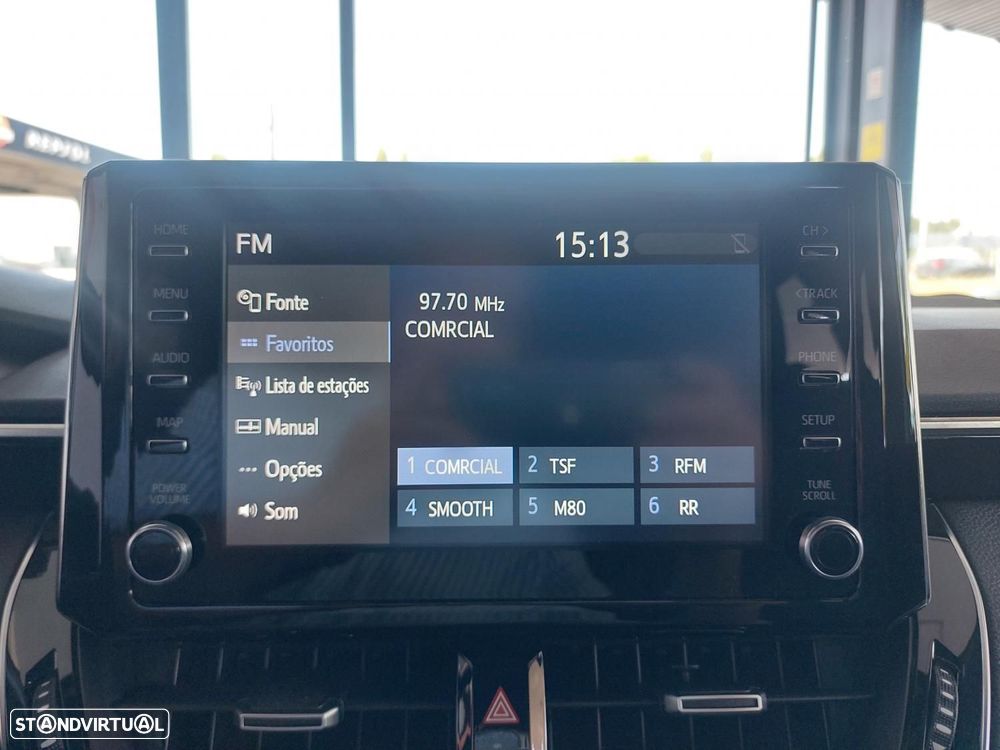 REPSOL
HOME
MENU
AUDIO
MAP
POWER
VOLUME
FM
15:13
Fonte
Favoritos
Lista de estações
Manual
Opções
Som
97.70 MHz
COMRCIAL
1 COMRCIAL
2 TSF
3 RFM
4 SMOOTH
5 M80
6 RR
CH >
<TRACK
PHONE
SETUP
TUNE
SCROLL
STANDVIRTUAL